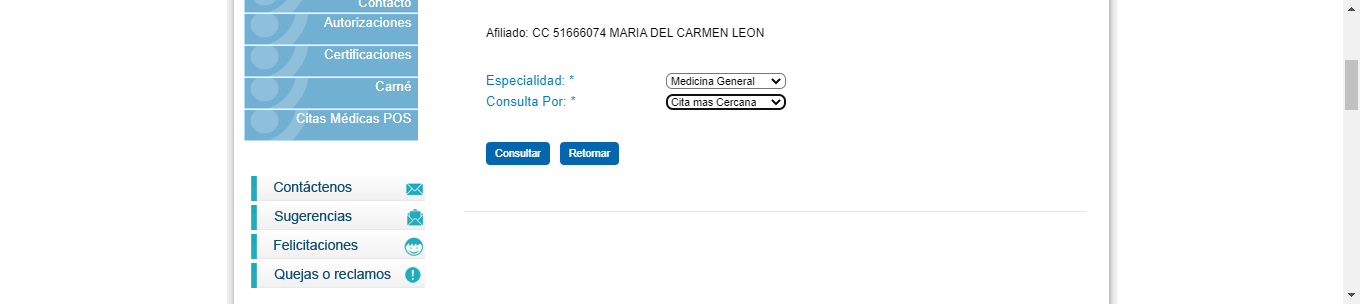 Contacto
Autorizaciones
Certificaciones
Carné
Citas Médicas POS
Contáctenos
Sugerencias
Felicitaciones
Quejas o reclamos
Afiliado: CC 51666074 MARIA DEL CARMEN LEON
Especialidad: * Medicina General
Consulta Por: * Cita mas Cercana
Consultar Retornar